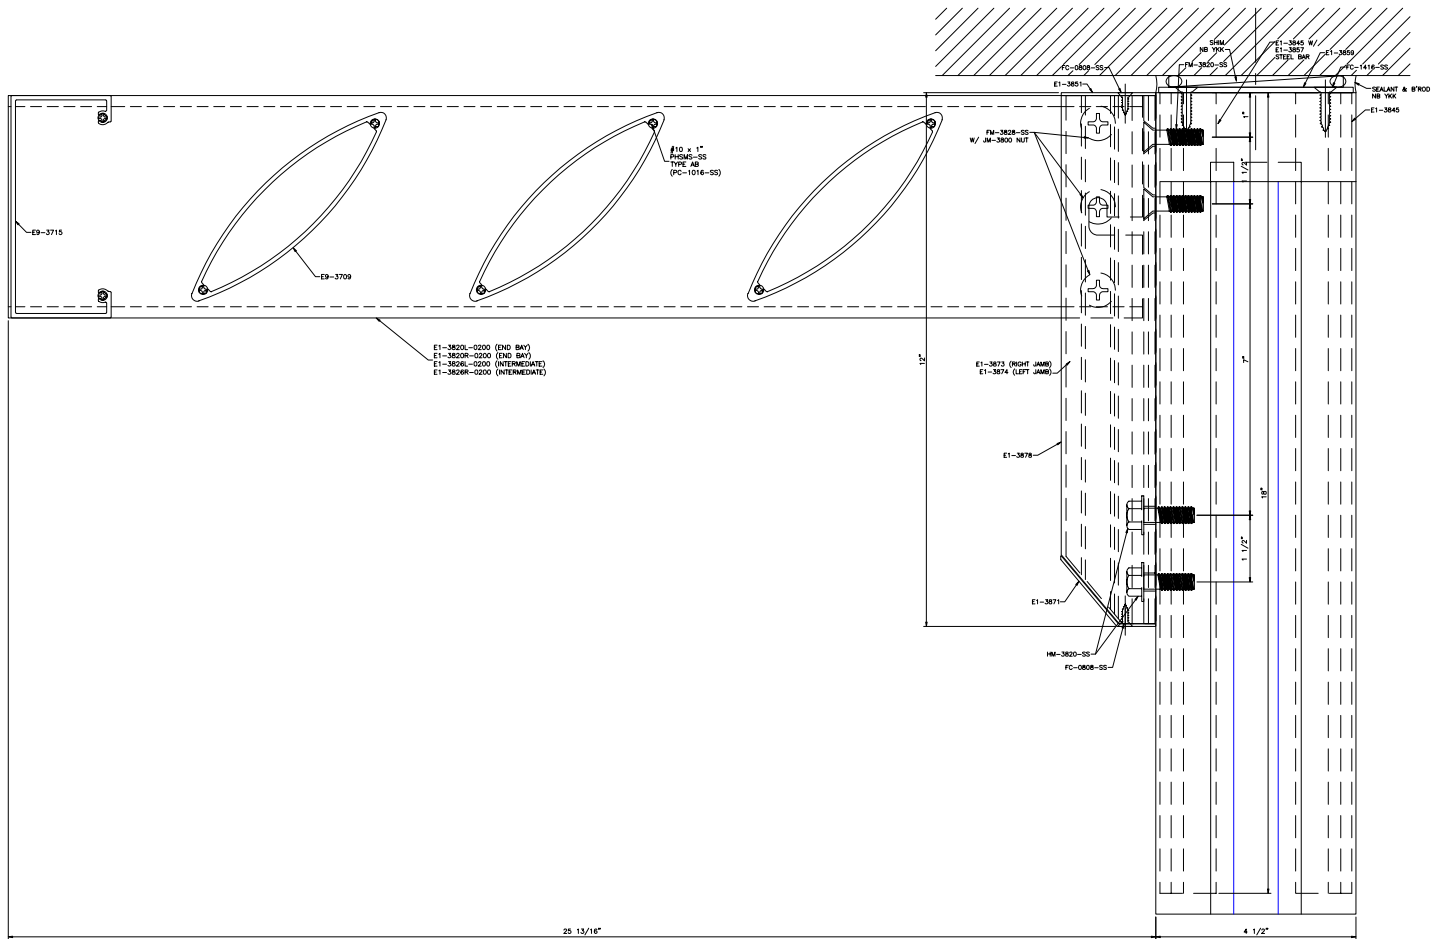 SHIM
NB YKK
E1-3845 W/
E1-3857
STEEL BAR
E1-3859
FM-3820-SS
FC-1416-SS
FC-0808-SS
E1-3851
SEALANT & B'ROD
NB YKK
E1-3845
FM-3828-SS
W/ JM-3800 NUT
1"
1 1/2"
#10 x 1"
PHSMS-SS
TYPE AB
(PC-1016-SS)
E9-3715
E9-3709
E1-3820L-0200 (END BAY)
E1-3820R-0200 (END BAY)
E1-3826L-0200 (INTERMEDIATE)
E1-3826R-0200 (INTERMEDIATE)
12"
E1-3873 (RIGHT JAMB)
E1-3874 (LEFT JAMB)
7"
E1-3878
18"
1 1/2"
E1-3871
HM-3820-SS
FC-0808-SS
25 13/16"
4 1/2"